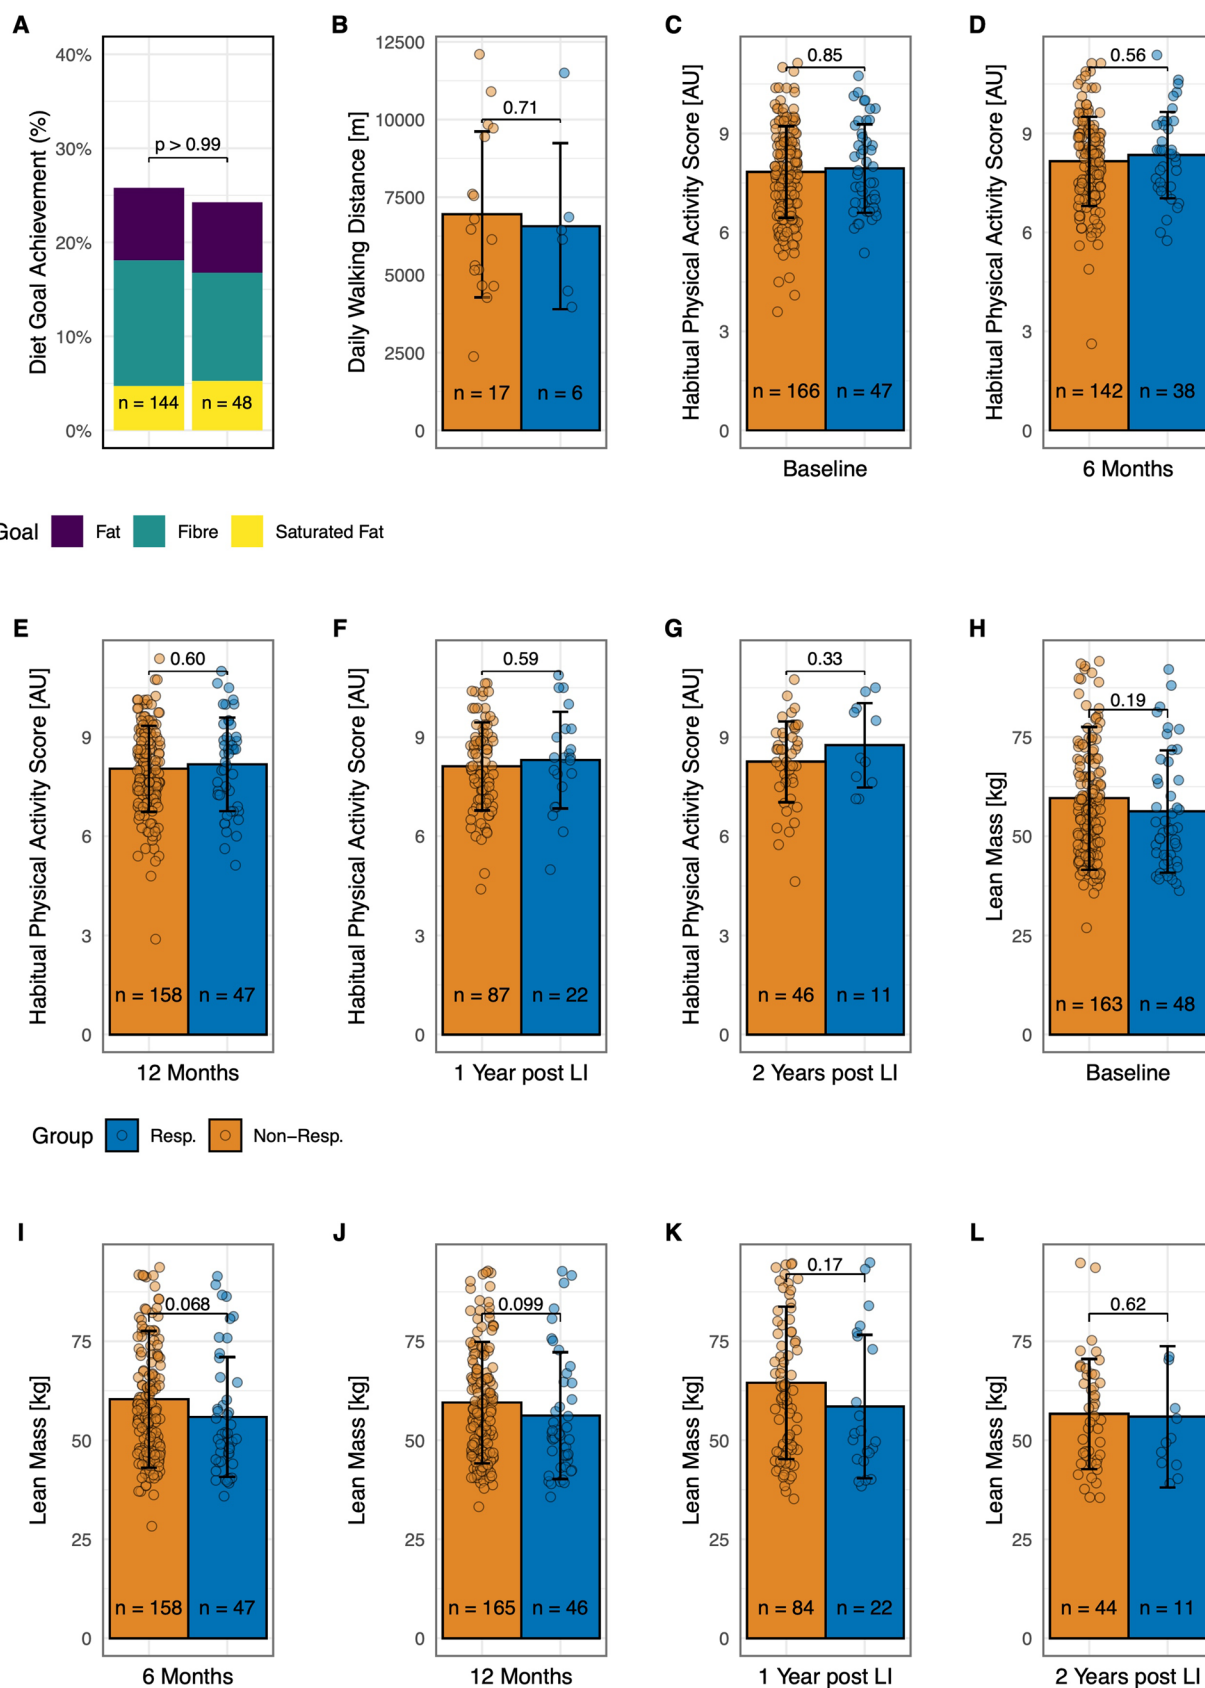 A
Diet Goal Achievement (%)
40%
30%
20%
10%
0%
p > 0.99
n = 144
n = 48
B
Daily Walking Distance [m]
12500
10000
7500
5000
2500
0
0.71
n = 17
n = 6
C
Habitual Physical Activity Score [AU]
9
6
3
0
0.85
n = 166
n = 47
Baseline
D
Habitual Physical Activity Score [AU]
9
6
3
0
0.56
n = 142
n = 38
6 Months
Goal
Fat
Fibre
Saturated Fat
E
Habitual Physical Activity Score [AU]
9
6
3
0
0.60
n = 158
n = 47
12 Months
F
Habitual Physical Activity Score [AU]
9
6
3
0
0.59
n = 87
n = 22
1 Year post LI
G
Habitual Physical Activity Score [AU]
9
6
3
0
0.33
n = 46
n = 11
2 Years post LI
H
Lean Mass [kg]
75
50
25
0
0.19
n = 163
n = 48
Baseline
Group
Resp.
Non−Resp.
I
Lean Mass [kg]
75
50
25
0
0.068
n = 158
n = 47
6 Months
J
Lean Mass [kg]
75
50
25
0
0.099
n = 165
n = 46
12 Months
K
Lean Mass [kg]
75
50
25
0
0.17
n = 84
n = 22
1 Year post LI
L
Lean Mass [kg]
75
50
25
0
0.62
n = 44
n = 11
2 Years post LI